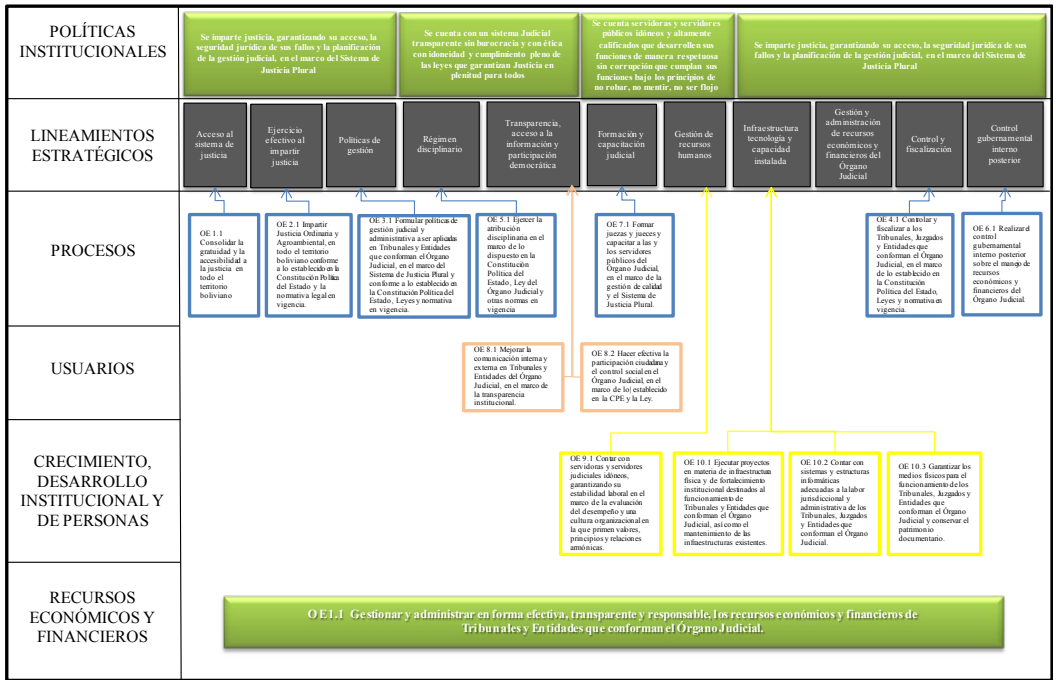 POLÍTICAS
INSTITUCIONALES
Se imparte justicia, garantizando su acceso, la
seguridad jurídica de sus fallos y la planificación
de la gestión judicial, en el marco del Sistema de
Justicia Plural
Se cuenta con un sistema Judicial
transparente sin burocracia y con ética
con idoneidad y cumplimiento pleno de
las leyes que garantizan Justicia en
plenitud para todos
Se cuenta servidoras y servidores
públicos idóneos y altamente
calificados que desarrollen sus
funciones de manera respetuosa
sin corrupción que cumplan sus
funciones bajo los principios de
no robar, no mentir, no ser flojo
Se imparte justicia, garantizando su acceso, la seguridad jurídica de sus
fallos y la planificación de la gestión judicial, en el marco del Sistema de
Justicia Plural
LINEAMIENTOS
ESTRATÉGICOS
Acceso al
sistema de
justicia
Ejercicio
efectivo al
impartir
justicia
Políticas de
gestión
Régimen
disciplinario
Transparencia,
acceso a la
información y
participación
democrática
Formación y
capacitación
judicial
Gestión de
recursos
humanos
Infraestructura
tecnología y
capacidad
instalada
Gestión y
administración
de recursos
económicos y
financieros del
Órgano
Judicial
Control y
fiscalización
Control
gubernamental
interno
posterior
PROCESOS
OE 1.1
Consolidar la
gratuidad y la
accesibilidad a
la justicia en
todo el
territorio
boliviano
OE 2.1 Impartir
Justicia Ordinaria y
Agroambiental, en
todo el territorio
boliviano conforme
a lo establecido en la
Constitución Política
del Estado y la
normativa legal en
vigencia.
OE 3.1 Formular políticas de
gestión judicial y
administrativa a ser aplicadas
en Tribunales y Entidades
que conforman el Órgano
Judicial, en el marco del
Sistema de Justicia Plural y
conforme a lo establecido en
la Constitución Política del
Estado, Leyes y normativa
en vigencia.
OE 5.1 Ejercer la
atribución
disciplinaria en el
marco de lo
dispuesto en la
Constitución
Política del
Estado, Ley del
Órgano Judicial y
otras normas en
vigencia
OE 7.1 Formar
juezas y jueces y
capacitar a las y
los servidores
públicos del
Órgano Judicial,
en el marco de la
gestión de calidad
y el Sistema de
Justicia Plural.
OE 4.1 Controlar y
fiscalizar a los
Tribunales, Juzgados
y Entidades que
conforman el Órgano
Judicial, en el marco
de lo establecido en
la Constitución
Política del Estado,
Leyes y normativa en
vigencia.
OE 6.1 Realizar el
control
gubernamental
interno posterior
sobre el manejo de
recursos
económicos y
financieros del
Órgano Judicial.
USUARIOS
OE 8.1 Mejorar la
comunicación interna y
externa en Tribunales y
Entidades del Órgano
Judicial, en el marco de
la transparencia
institucional.
OE 8.2 Hacer efectiva la
participación ciudadana y
el control social en el
Órgano Judicial, en el
marco de lo| establecido
en la CPE y la Ley.
CRECIMIENTO,
DESARROLLO
INSTITUCIONAL Y
DE PERSONAS
OE 9.1 Contar con
servidoras y servidores
judiciales idóneos,
garantizando su
estabilidad laboral en el
marco de la evaluación
del desempeño y una
cultura organizacional en
la que primen valores,
principios y relaciones
armónicas.
OE 10.1 Ejecutar proyectos
en materia de infraestructura
física y de fortalecimiento
institucional destinados al
funcionamiento de
Tribunales y Entidades que
conforman el Órgano
Judicial, así como el
mantenimiento de las
infraestructuras existentes.
OE 10.2 Contar con
sistemas y estructuras
informáticas
adecuadas a la labor
jurisdiccional y
administrativa de los
Tribunales, Juzgados
y Entidades que
conforman el Órgano
Judicial.
OE 10.3 Garantizar los
medios físicos para el
funcionamiento de los
Tribunales, Juzgados y
Entidades que
conforman el Órgano
Judicial y conservar el
patrimonio
documentario.
RECURSOS
ECONÓMICOS Y
FINANCIEROS
OE1.1 Gestionar y administrar en forma efectiva, transparente y responsable, los recursos económicos y financieros de
Tribunales y Entidades que conforman el Órgano Judicial.